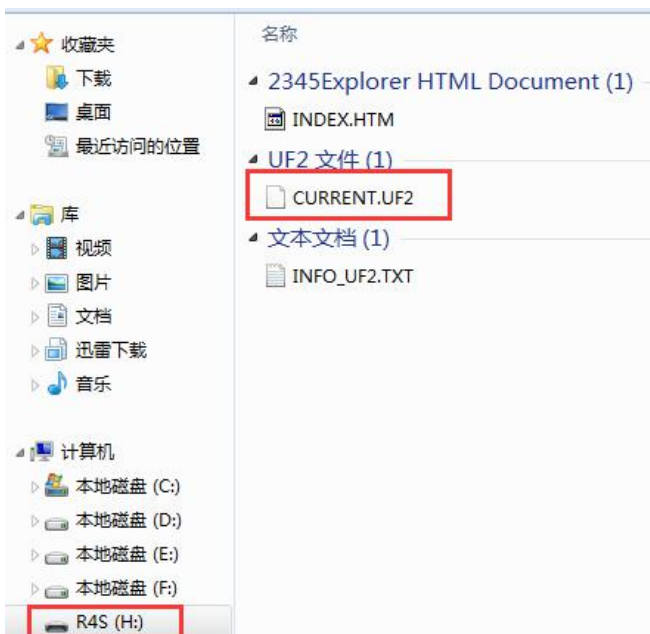 收藏夹
下载
桌面
最近访问的位置
库
视频
图片
文档
迅雷下载
音乐
计算机
本地磁盘 (C:)
本地磁盘 (D:)
本地磁盘 (E:)
本地磁盘 (F:)
R4S (H:)
名称
2345Explorer HTML Document (1)
INDEX.HTM
UF2 文件 (1)
CURRENT.UF2
文本文档 (1)
INFO_UF2.TXT